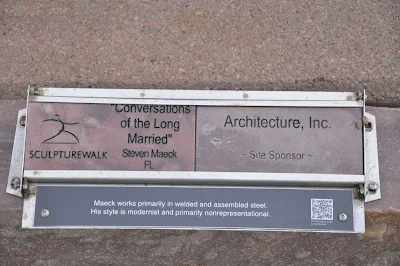 "Conversations
of the Long
Married"
Steven Maeck
FL
SCULPTUREWALK
Architecture, Inc.
~ Site Sponsor ~
Maeck works primarily in welded and assembled steel.
His style is modernist and primarily nonrepresentational.